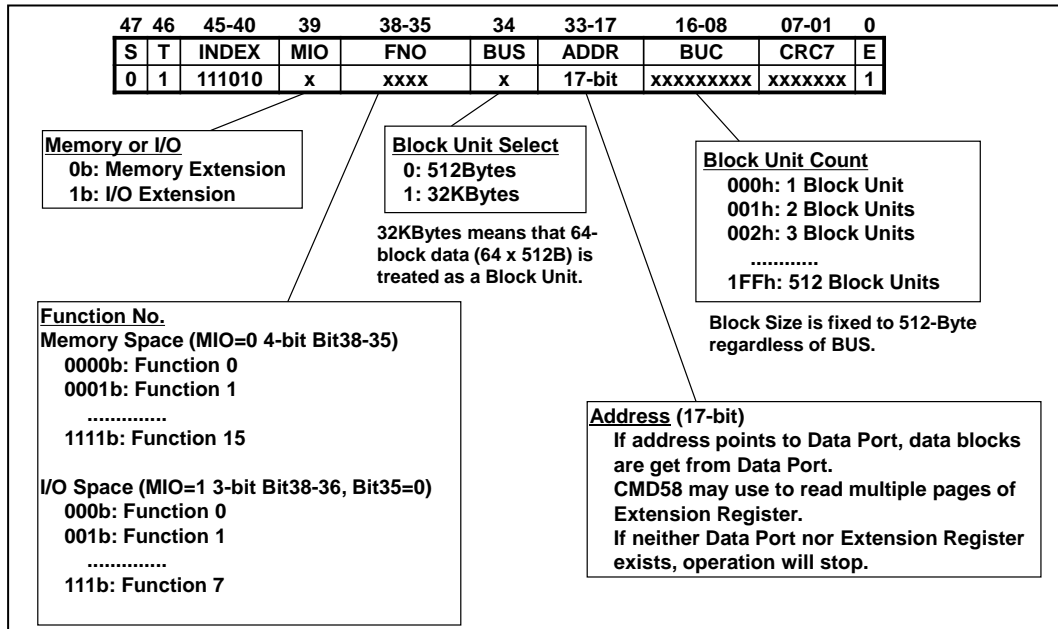 47 46 45-40 39 38-35 34 33-17 16-08 07-01 0
S T INDEX MIO FNO BUS ADDR BUC CRC7 E
0 1 111010 x xxxx x 17-bit xxxxxxxxx xxxxxxx 1
Memory or I/O
0b: Memory Extension
1b: I/O Extension
Block Unit Select
0: 512Bytes
1: 32KBytes
32KBytes means that 64-
block data (64 x 512B) is
treated as a Block Unit.
Block Unit Count
000h: 1 Block Unit
001h: 2 Block Units
002h: 3 Block Units
............
1FFh: 512 Block Units
Block Size is fixed to 512-Byte
regardless of BUS.
Function No.
Memory Space (MIO=0 4-bit Bit38-35)
0000b: Function 0
0001b: Function 1
..............
1111b: Function 15
I/O Space (MIO=1 3-bit Bit38-36, Bit35=0)
000b: Function 0
001b: Function 1
..............
111b: Function 7
Address (17-bit)
If address points to Data Port, data blocks
are get from Data Port.
CMD58 may use to read multiple pages of
Extension Register.
If neither Data Port nor Extension Register
exists, operation will stop.